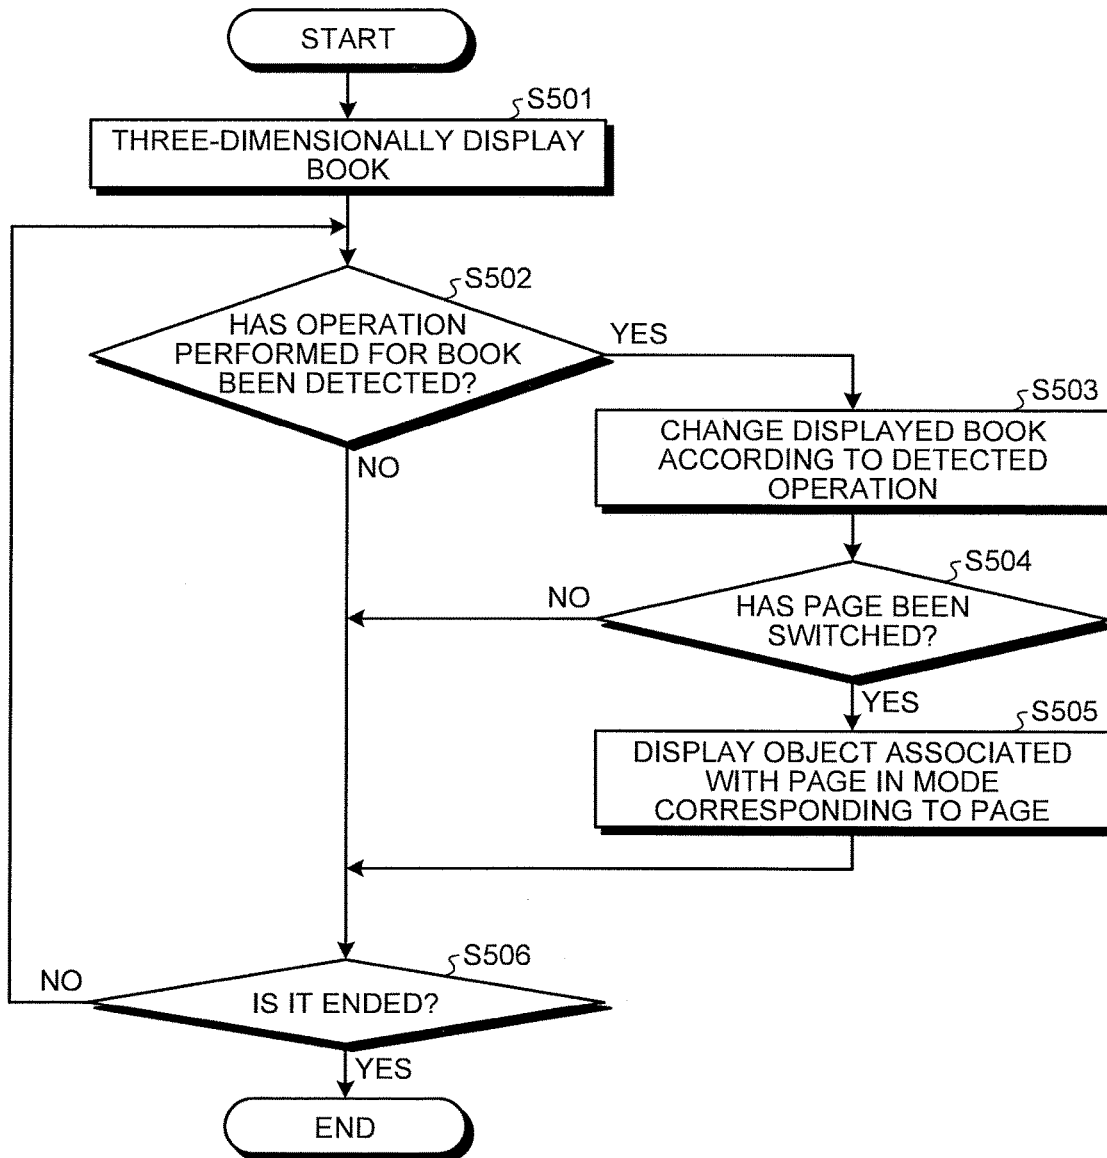 START
S501
THREE-DIMENSIONALLY DISPLAY
BOOK
S502
HAS OPERATION
PERFORMED FOR BOOK
BEEN DETECTED?
YES
NO
S503
CHANGE DISPLAYED BOOK
ACCORDING TO DETECTED
OPERATION
S504
HAS PAGE BEEN
SWITCHED?
NO
YES
S505
DISPLAY OBJECT ASSOCIATED
WITH PAGE IN MODE
CORRESPONDING TO PAGE
S506
IS IT ENDED?
NO
YES
END